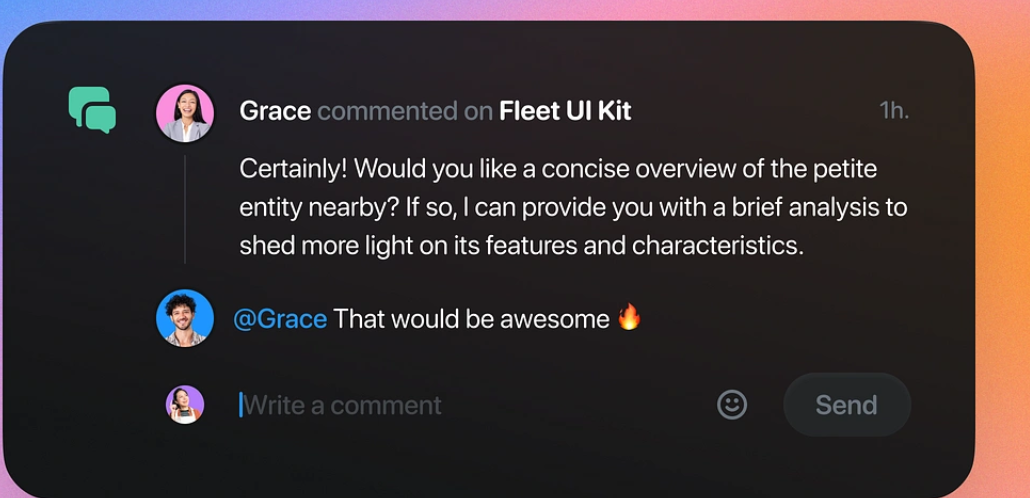 Grace commented on Fleet UI Kit 1h.
Certainly! Would you like a concise overview of the petite
entity nearby? If so, I can provide you with a brief analysis to
shed more light on its features and characteristics.
@Grace That would be awesome 🔥
Write a comment Send